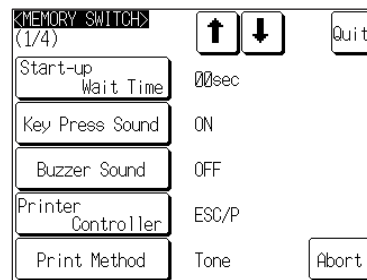 <MEMORY SWITCH>
(1/4)
Quit
Start-up
Wait Time
00sec
Key Press Sound
ON
Buzzer Sound
OFF
Printer
Controller
ESC/P
Print Method
Tone
Abort